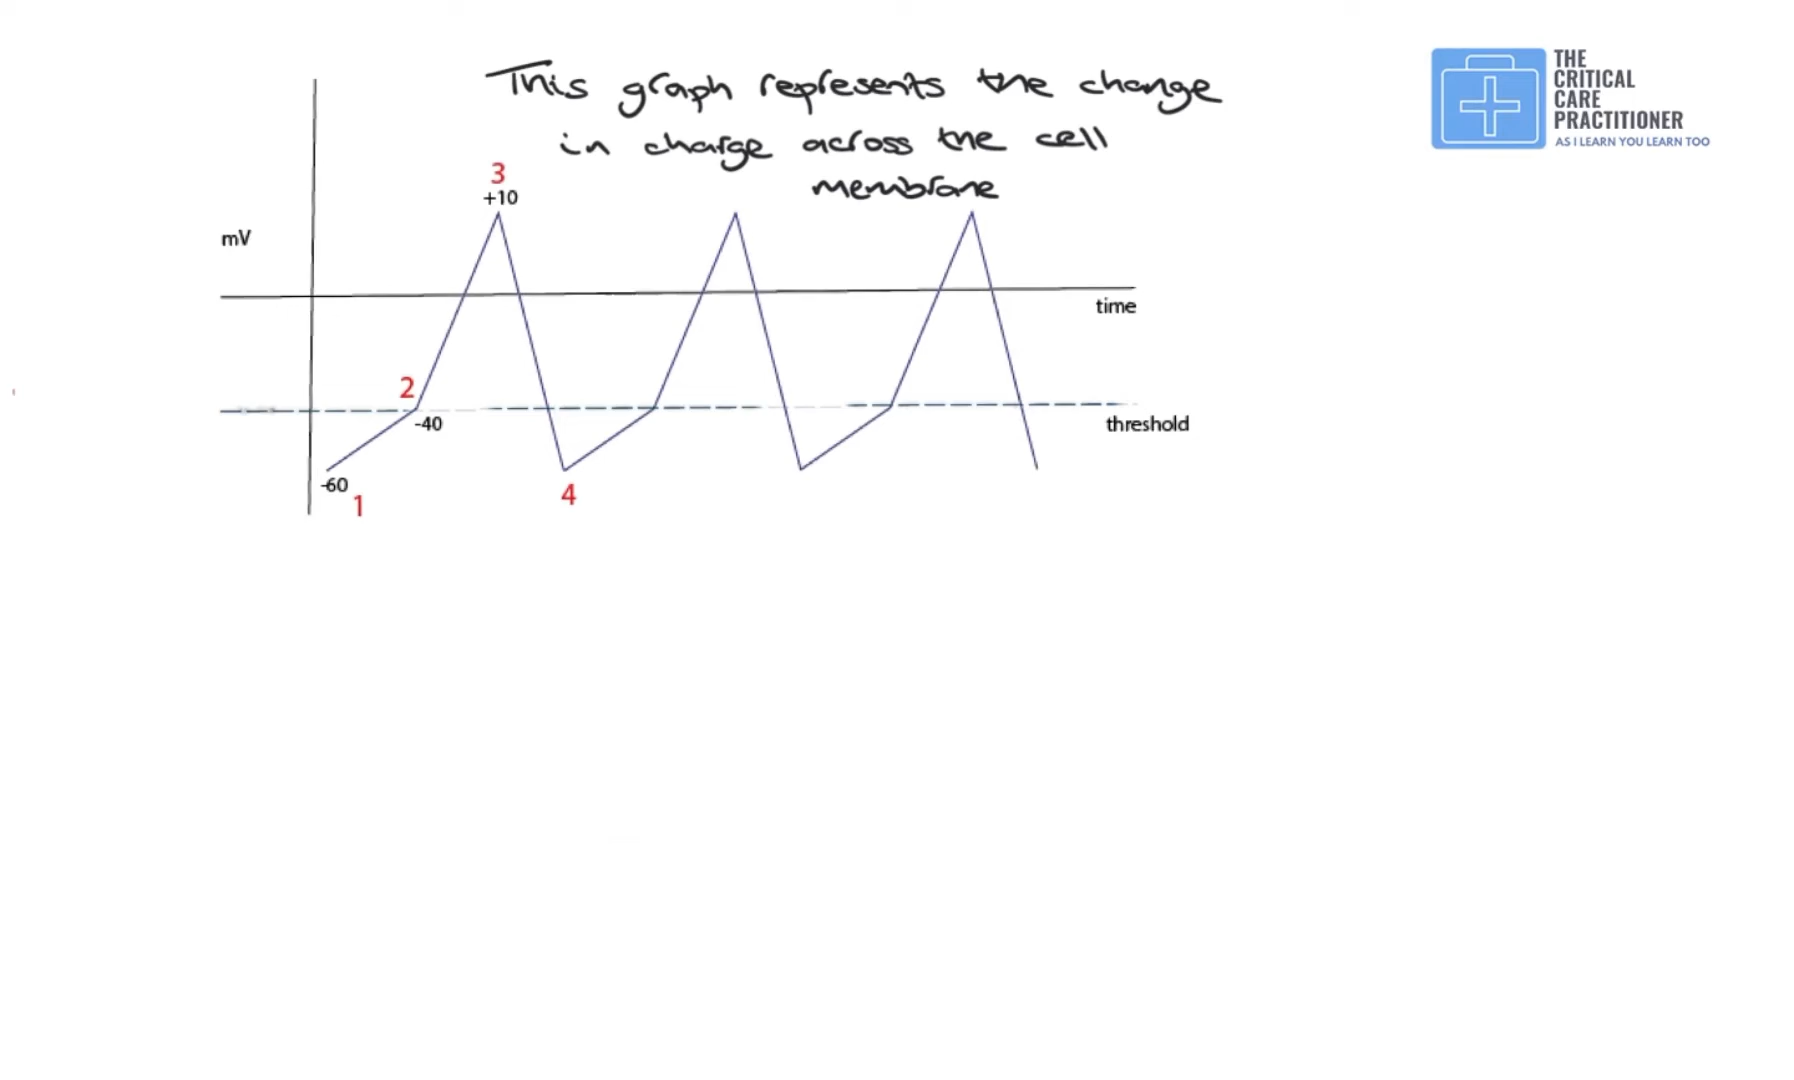 This graph represents the change
in charge across the cell
membrane
THE
CRITICAL
CARE
PRACTITIONER
AS I LEARN YOU LEARN TOO
3
+10
mV
time
2
-40
threshold
-60
1
4